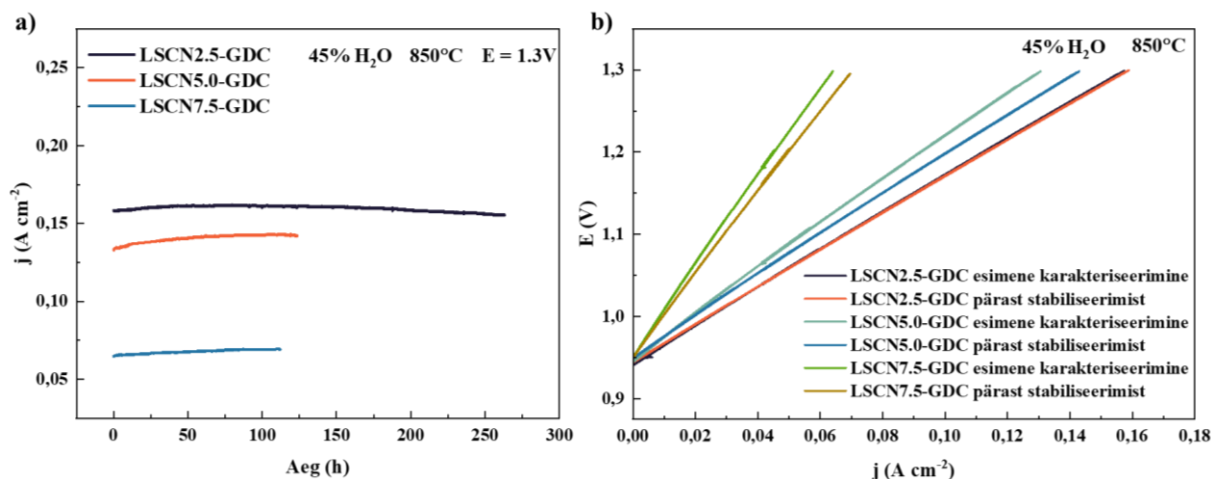 a)
LSCN2.5-GDC
LSCN5.0-GDC
LSCN7.5-GDC
45% H₂O 850°C E = 1.3V
0,25
0,20
0,15
0,10
0,05
j (A cm⁻²)
0
50
100
150
200
250
300
Aeg (h)
b)
45% H₂O 850°C
1,3
1,2
1,1
1,0
0,9
E (V)
LSCN2.5-GDC esimene karakteriseerimine
LSCN2.5-GDC pärast stabiliseerimist
LSCN5.0-GDC esimene karakteriseerimine
LSCN5.0-GDC pärast stabiliseerimist
LSCN7.5-GDC esimene karakteriseerimine
LSCN7.5-GDC pärast stabiliseerimist
0,00
0,02
0,04
0,06
0,08
0,10
0,12
0,14
0,16
0,18
j (A cm⁻²)